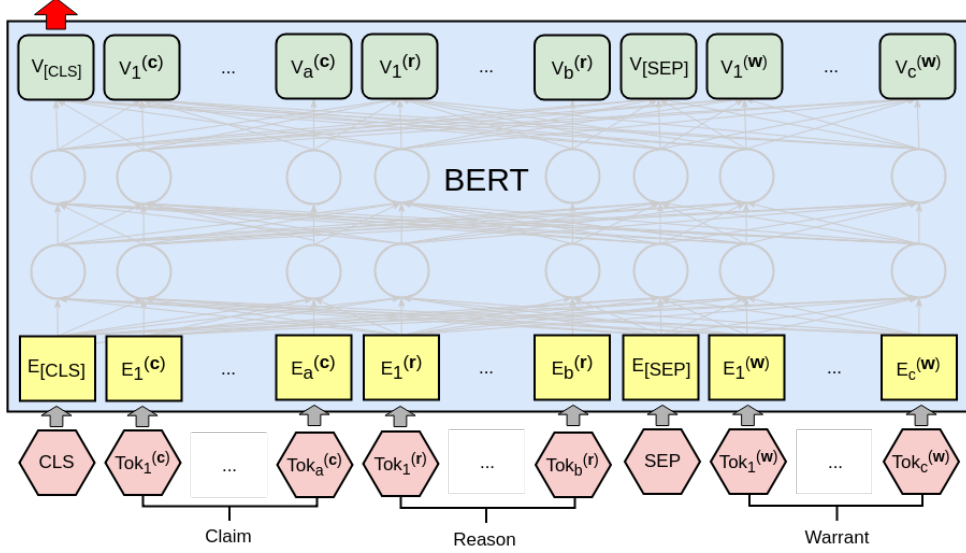 V[CLS] V1(c) ... Va(c) V1(r) ... Vb(r) V[SEP] V1(w) ... Vc(w)
BERT
E[CLS] E1(c) ... Ea(c) E1(r) ... Eb(r) E[SEP] E1(w) ... Ec(w)
CLS Tok1(c) ... Toka(c) Tok1(r) ... Tokb(r) SEP Tok1(w) ... Tokc(w)
Claim Reason Warrant